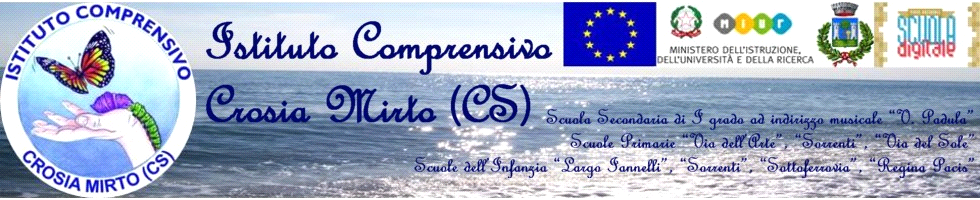 ISTITUTO COMPRENSIVO
CROSIA MIRTO (CS)
Istituto Comprensivo
Crosia Mirto (CS)
MIUR
MINISTERO DELL'ISTRUZIONE,
DELL'UNIVERSITÀ E DELLA RICERCA
SCUOLA
digitale
Scuola Secondaria di I grado ad indirizzo musicale "V. Padula"
Scuole Primarie "Via dell'Arte", "Sorrenti", "Via del Sole"
Scuole dell'Infanzia "Largo Iannelli", "Sorrenti", "Sottoferrovia", "Regina Pacis"